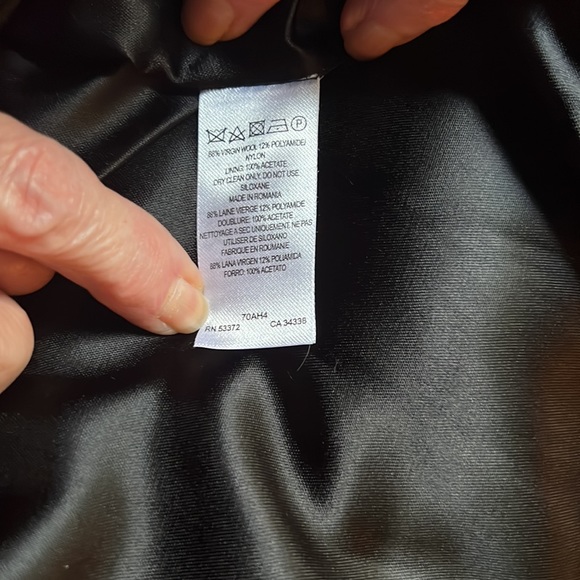 P
88% VIRGIN WOOL 12% POLYAMIDE/
NYLON
LINING: 100% ACETATE
DRY CLEAN ONLY. DO NOT USE
SILOXANE
MADE IN ROMANIA
88% LAINE VIERGE 12% POLYAMIDE
DOUBLURE: 100% ACETATE
NETTOYAGE A SEC UNIQUEMENT. NE PAS
UTILISER DE SILOXANO
FABRIQUE EN ROUMANIE
88% LANA VIRGEN 12% POLIAMIDA
FORRO: 100% ACETATO
70AH4
RN 53372 CA 34336